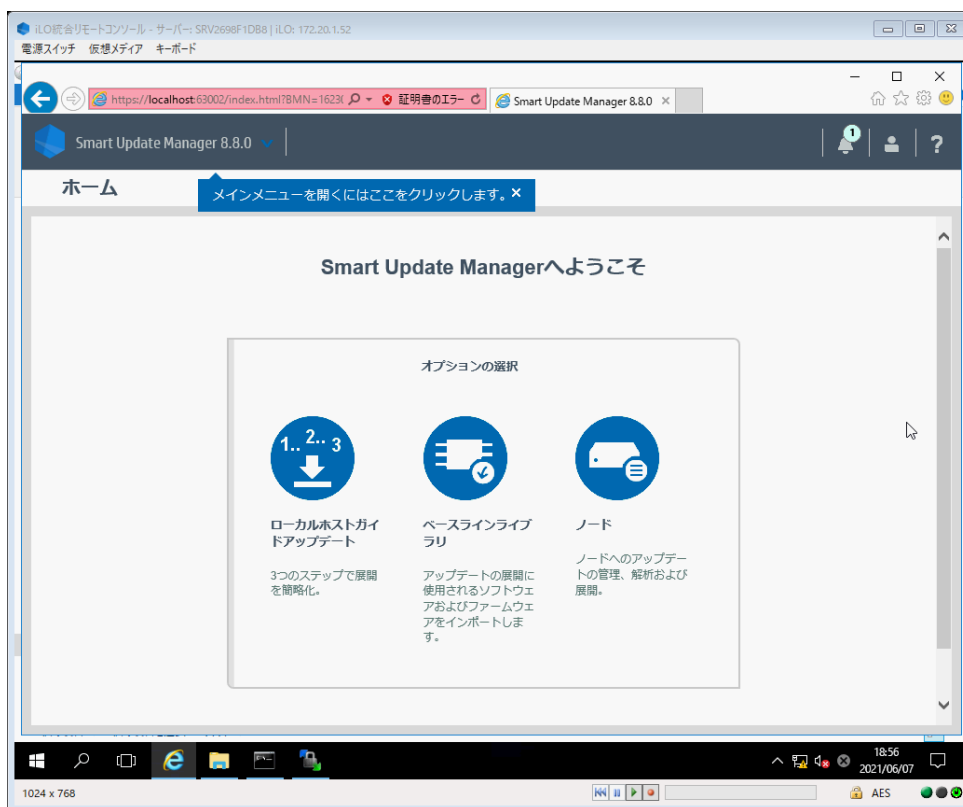 iLO統合リモートコンソール - サーバー: SRV2698F1DB8 | iLO: 172.20.1.52
電源スイッチ 仮想メディア キーボード
https://localhost:63002/index.html?BMN=1623 証明書のエラー Smart Update Manager 8.8.0
Smart Update Manager 8.8.0
1
?
ホーム
メインメニューを開くにはここをクリックします。
Smart Update Managerへようこそ
オプションの選択
1.. 2.. 3
ローカルホストガイ
ドアップデート
3つのステップで展開
を簡略化。
ベースラインライブ
ラリ
アップデートの展開に
使用されるソフトウェ
アおよびファームウェ
アをインポートしま
す。
ノード
ノードへのアップデー
トの管理、解析および
展開。
18:56
2021/06/07
1024 x 768
AES